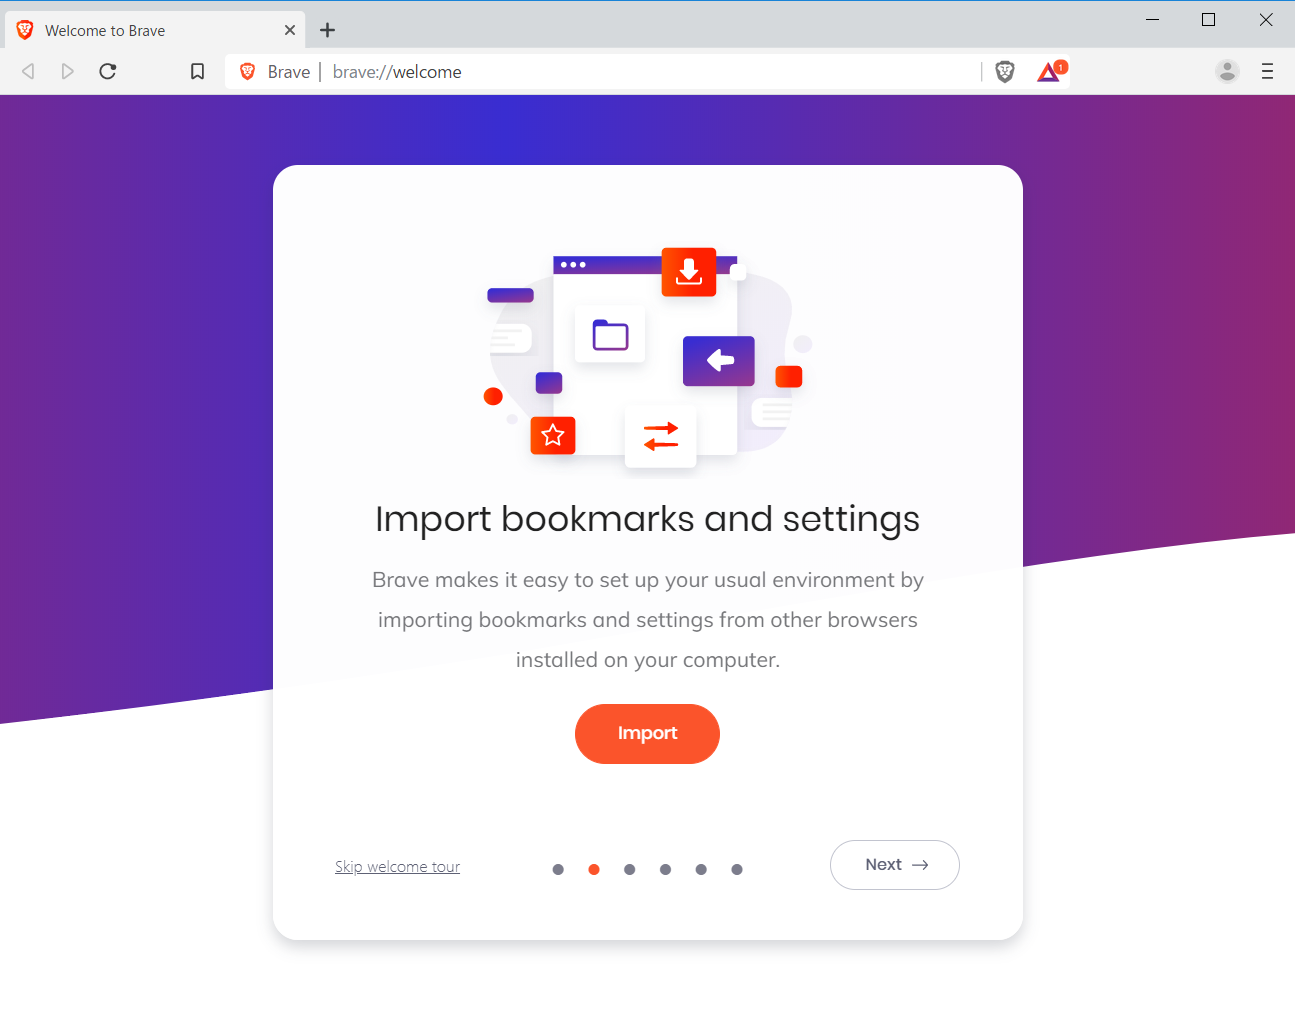 Welcome to Brave
Brave | brave://welcome
1
Import bookmarks and settings
Brave makes it easy to set up your usual environment by
importing bookmarks and settings from other browsers
installed on your computer.
Import
Skip welcome tour
Next →